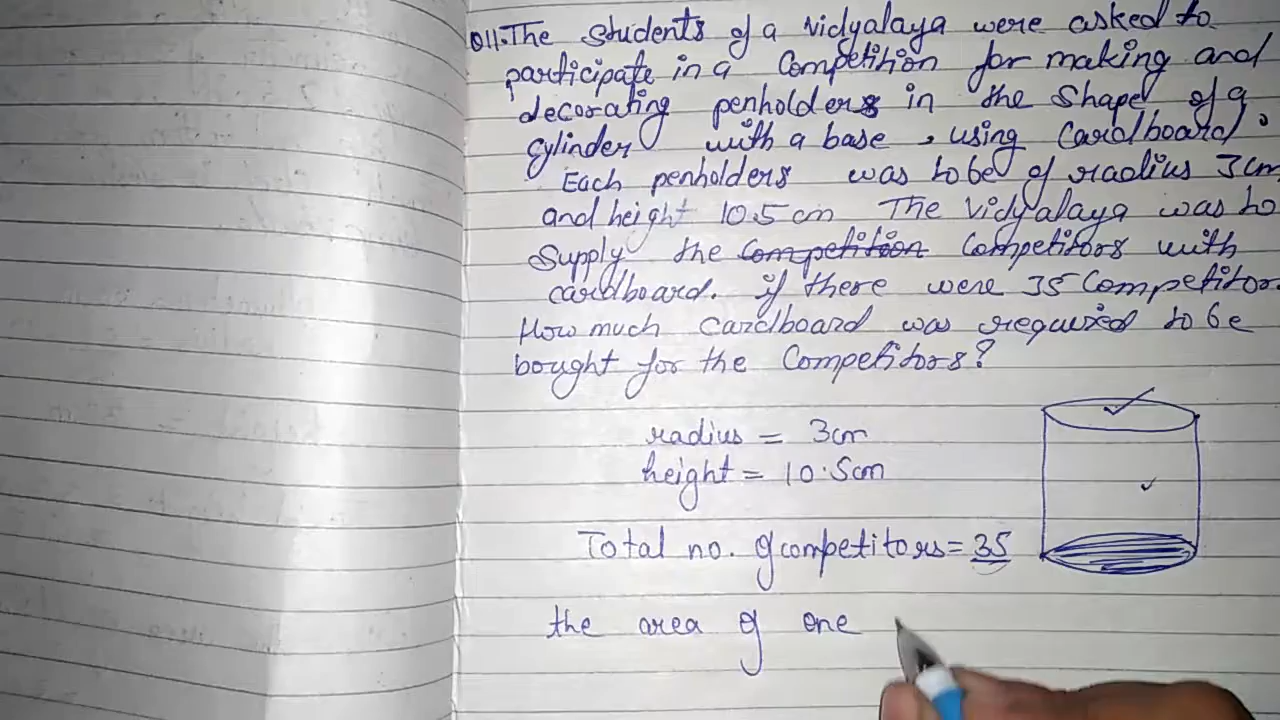 Q11. The students of a vidyalaya were asked to
participate in a Competition for making and
decorating penholders in the shape of a
cylinder with a base, using Cardboard.
Each penholders was to be of radius 3cm
and height 10.5 cm The Vidyalaya was to
Supply the competition Competitors with
cardboard. if there were 35 Competitor.
How much cardboard was required to be
bought for the Competitors?
radius = 3cm
height = 10.5cm
Total no. of competitors = 35
the area of one